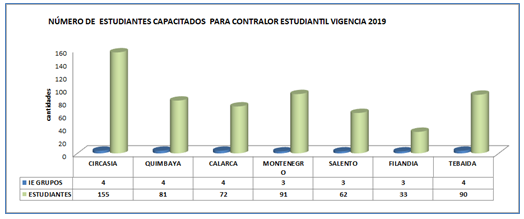 NÚMERO DE ESTUDIANTES CAPACITADOS PARA CONTRALOR ESTUDIANTIL VIGENCIA 2019
cantidades
160
140
120
100
80
60
40
20
0
CIRCASIA QUIMBAYA CALARCA MONTENEGR SALENTO FILANDIA TEBAIDA
O
IE GRUPOS 4 4 4 3 3 3 4
ESTUDIANTES 155 81 72 91 62 33 90